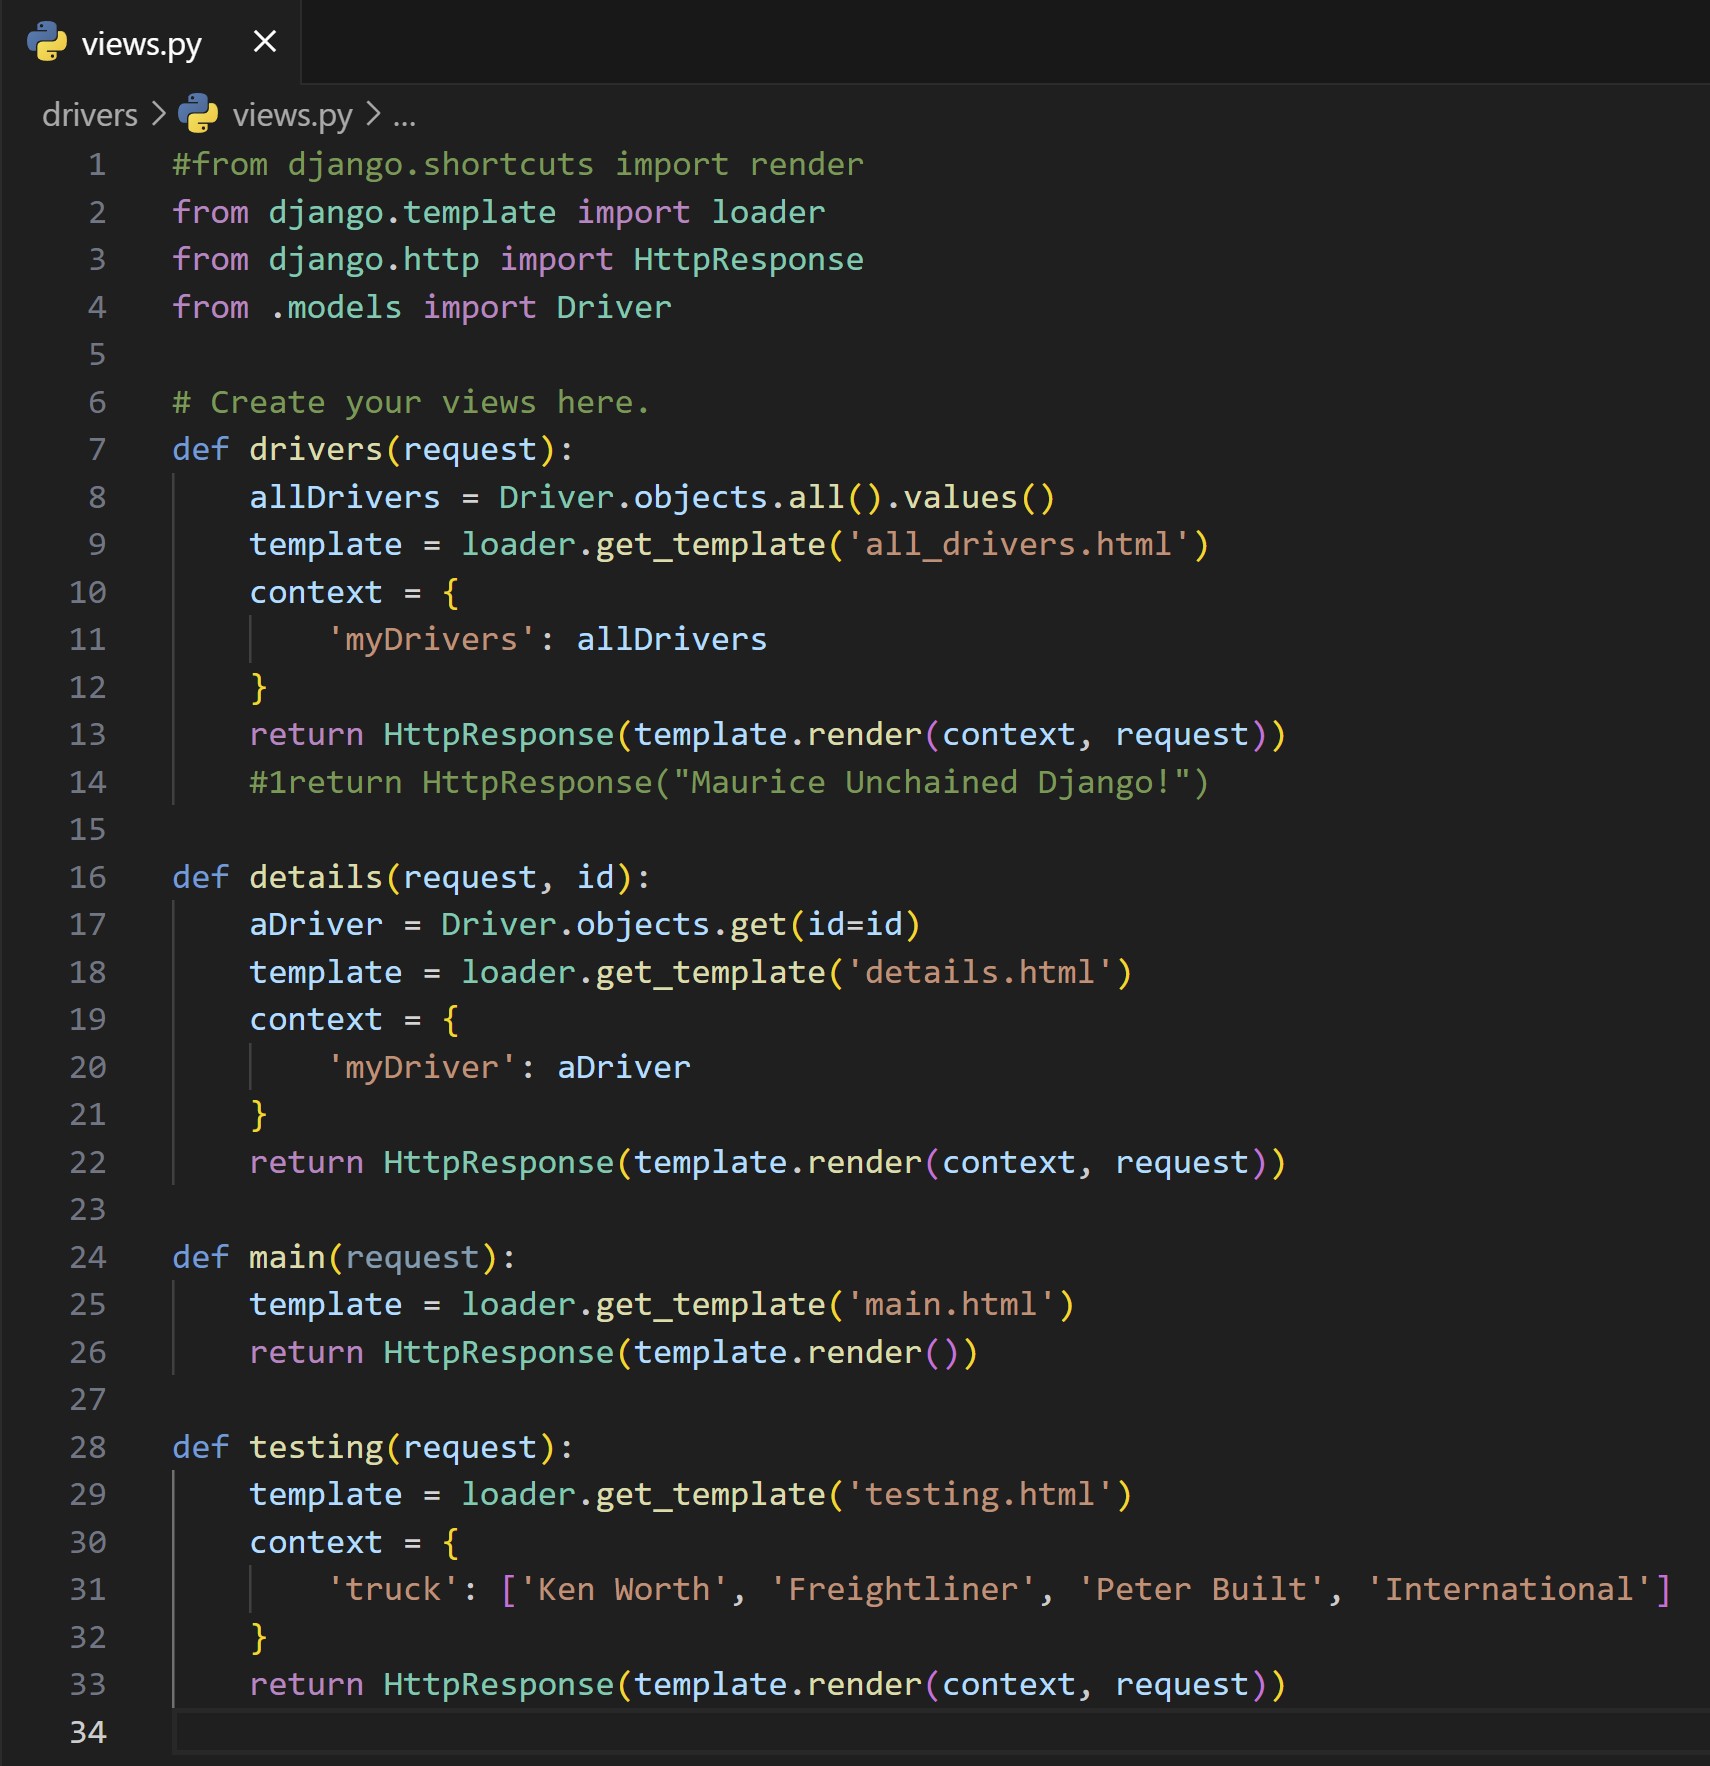 views.py ×
drivers > views.py > ...
1 #from django.shortcuts import render
2 from django.template import loader
3 from django.http import HttpResponse
4 from .models import Driver
5
6 # Create your views here.
7 def drivers(request):
8     allDrivers = Driver.objects.all().values()
9     template = loader.get_template('all_drivers.html')
10     context = {
11         'myDrivers': allDrivers
12     }
13     return HttpResponse(template.render(context, request))
14     #1return HttpResponse("Maurice Unchained Django!")
15
16 def details(request, id):
17     aDriver = Driver.objects.get(id=id)
18     template = loader.get_template('details.html')
19     context = {
20         'myDriver': aDriver
21     }
22     return HttpResponse(template.render(context, request))
23
24 def main(request):
25     template = loader.get_template('main.html')
26     return HttpResponse(template.render())
27
28 def testing(request):
29     template = loader.get_template('testing.html')
30     context = {
31         'truck': ['Ken Worth', 'Freightliner', 'Peter Built', 'International']
32     }
33     return HttpResponse(template.render(context, request))
34